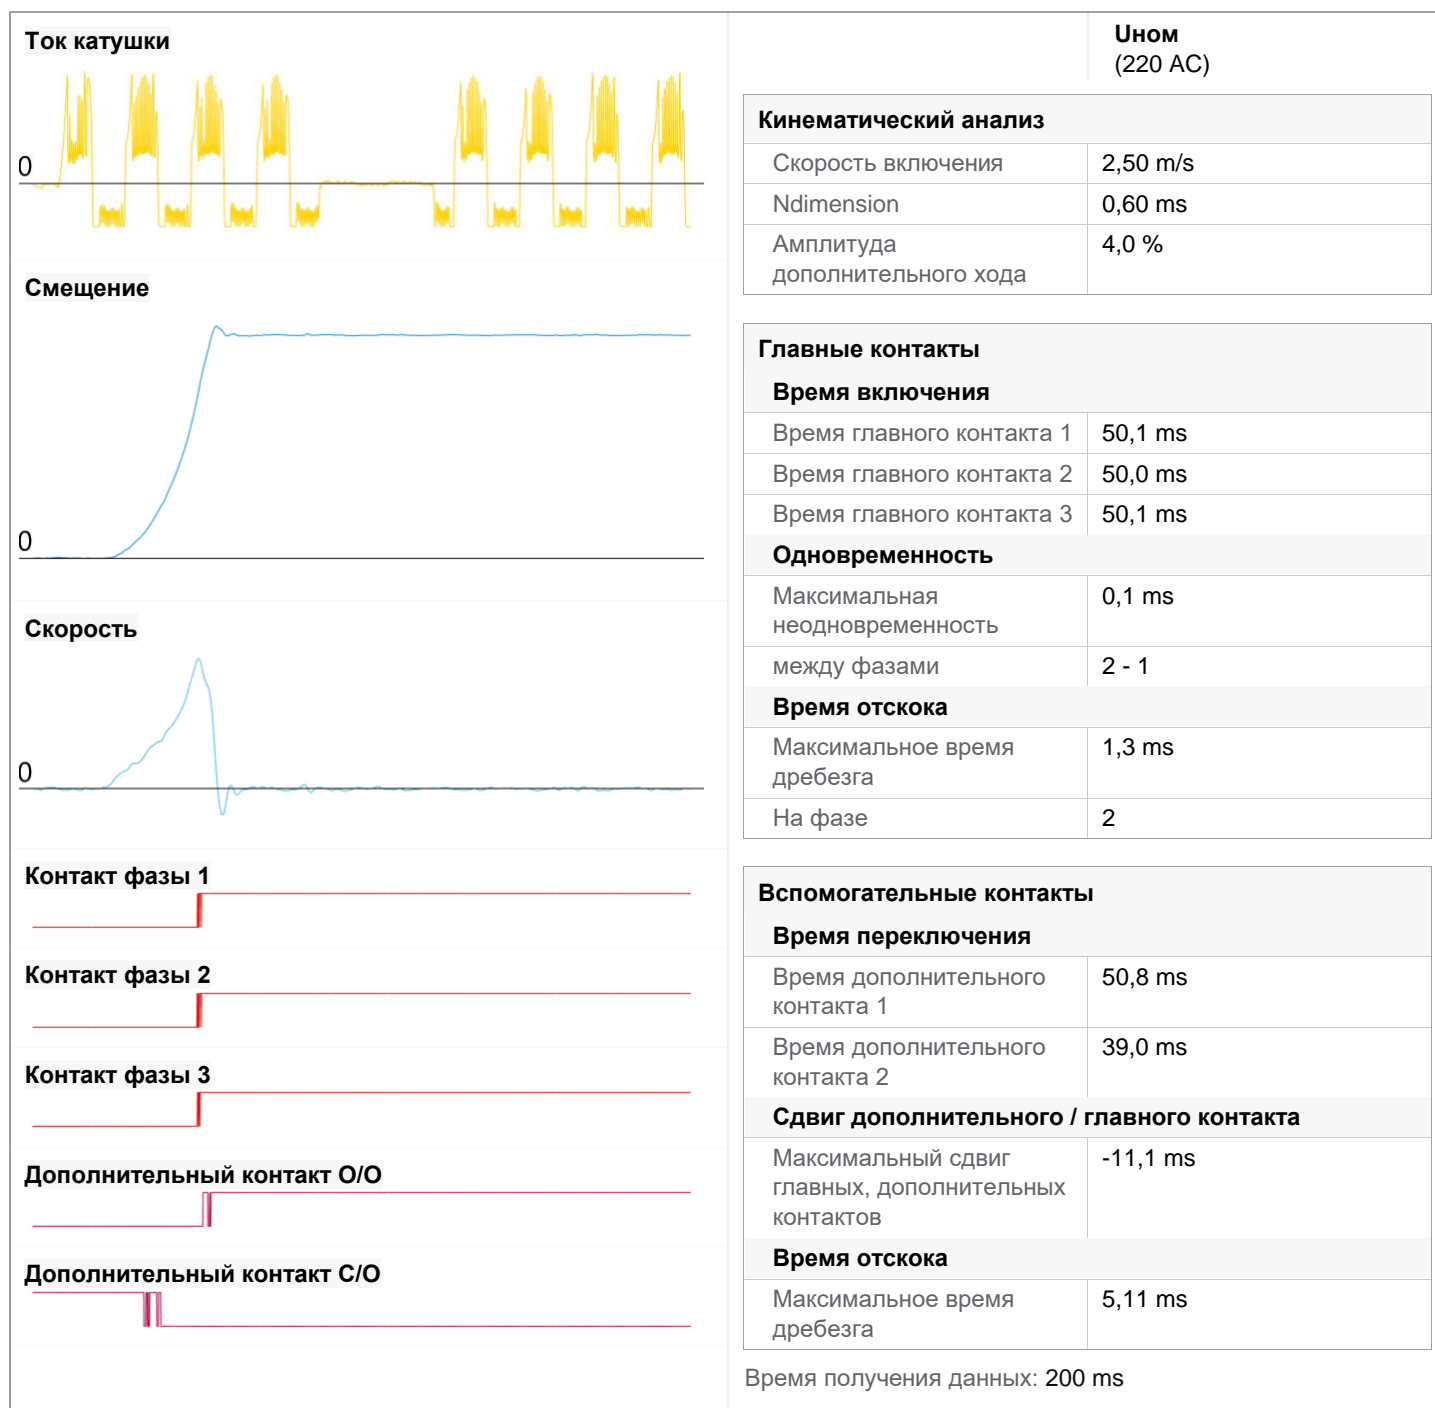 Ток катушки
0
Смещение
0
Скорость
0
Контакт фазы 1
Контакт фазы 2
Контакт фазы 3
Дополнительный контакт О/О
Дополнительный контакт С/О
Uном
(220 AC)
Кинематический анализ
Скорость включения 2,50 m/s
Ndimension 0,60 ms
Амплитуда 4,0 %
дополнительного хода
Главные контакты
Время включения
Время главного контакта 1 50,1 ms
Время главного контакта 2 50,0 ms
Время главного контакта 3 50,1 ms
Одновременность
Максимальная 0,1 ms
неодновременность
между фазами 2 - 1
Время отскока
Максимальное время 1,3 ms
дребезга
На фазе 2
Вспомогательные контакты
Время переключения
Время дополнительного 50,8 ms
контакта 1
Время дополнительного 39,0 ms
контакта 2
Сдвиг дополнительного / главного контакта
Максимальный сдвиг -11,1 ms
главных, дополнительных
контактов
Время отскока
Максимальное время 5,11 ms
дребезга
Время получения данных: 200 ms